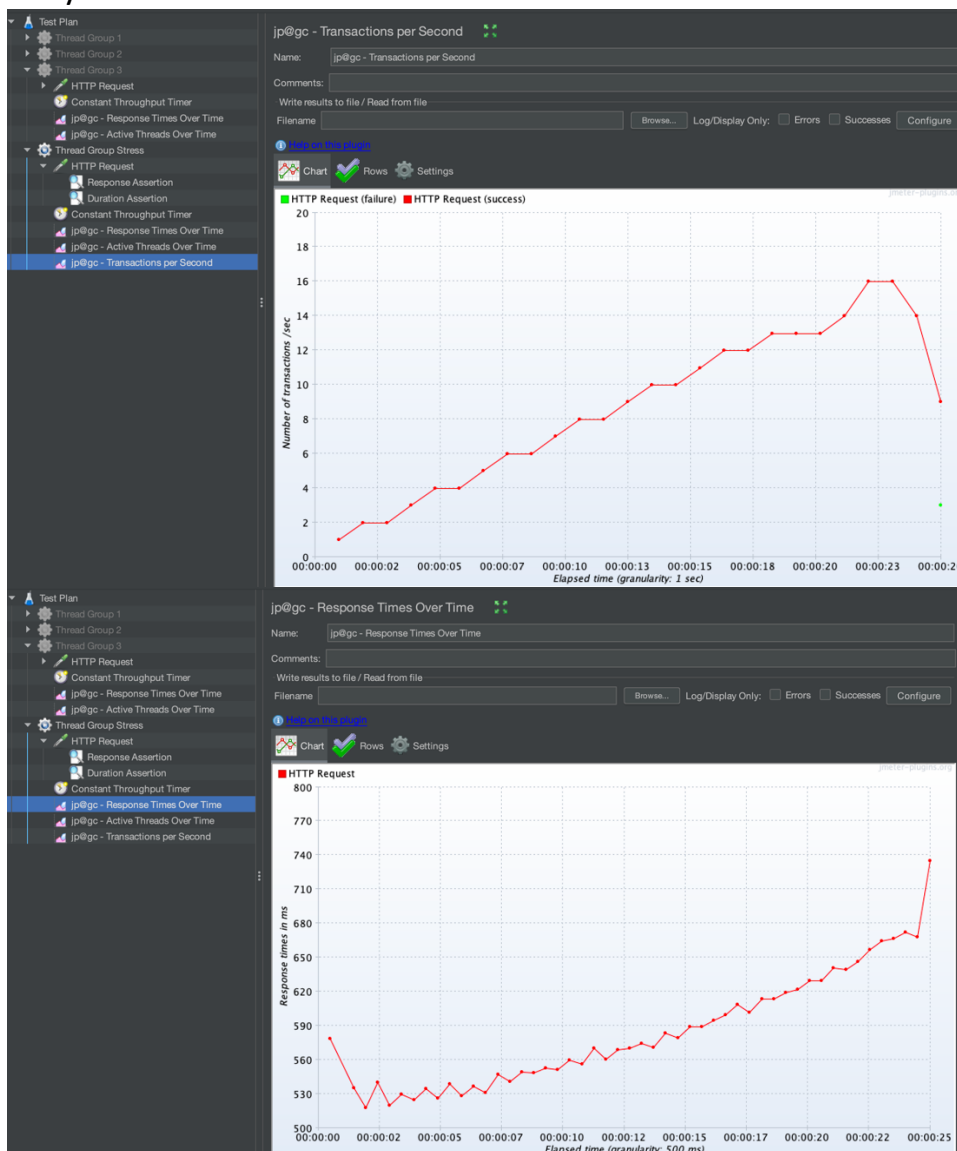 Test Plan
Thread Group 1
Thread Group 2
Thread Group 3
HTTP Request
Constant Throughput Timer
jp@gc - Response Times Over Time
jp@gc - Active Threads Over Time
Thread Group Stress
HTTP Request
Response Assertion
Duration Assertion
Constant Throughput Timer
jp@gc - Response Times Over Time
jp@gc - Active Threads Over Time
jp@gc - Transactions per Second
jp@gc - Transactions per Second
Name: jp@gc - Transactions per Second
Comments:
Write results to file / Read from file
Filename Browse... Log/Display Only: Errors Successes Configure
Help on this plugin
Chart Rows Settings
HTTP Request (failure) HTTP Request (success)
20
18
16
14
12
10
8
6
4
2
0
Number of transactions /sec
00:00:00 00:00:02 00:00:05 00:00:07 00:00:10 00:00:13 00:00:15 00:00:18 00:00:20 00:00:23 00:00:2
Elapsed time (granularity: 1 sec)
Test Plan
Thread Group 1
Thread Group 2
Thread Group 3
HTTP Request
Constant Throughput Timer
jp@gc - Response Times Over Time
jp@gc - Active Threads Over Time
Thread Group Stress
HTTP Request
Response Assertion
Duration Assertion
Constant Throughput Timer
jp@gc - Response Times Over Time
jp@gc - Active Threads Over Time
jp@gc - Transactions per Second
jp@gc - Response Times Over Time
Name: jp@gc - Response Times Over Time
Comments:
Write results to file / Read from file
Filename Browse... Log/Display Only: Errors Successes Configure
Help on this plugin
Chart Rows Settings
jmeter-plugins.org
HTTP Request
800
770
740
710
680
650
620
590
560
530
500
Response times in ms
00:00:00 00:00:02 00:00:05 00:00:07 00:00:10 00:00:12 00:00:15 00:00:17 00:00:20 00:00:22 00:00:25
Elapsed time (granularity: 500 ms)